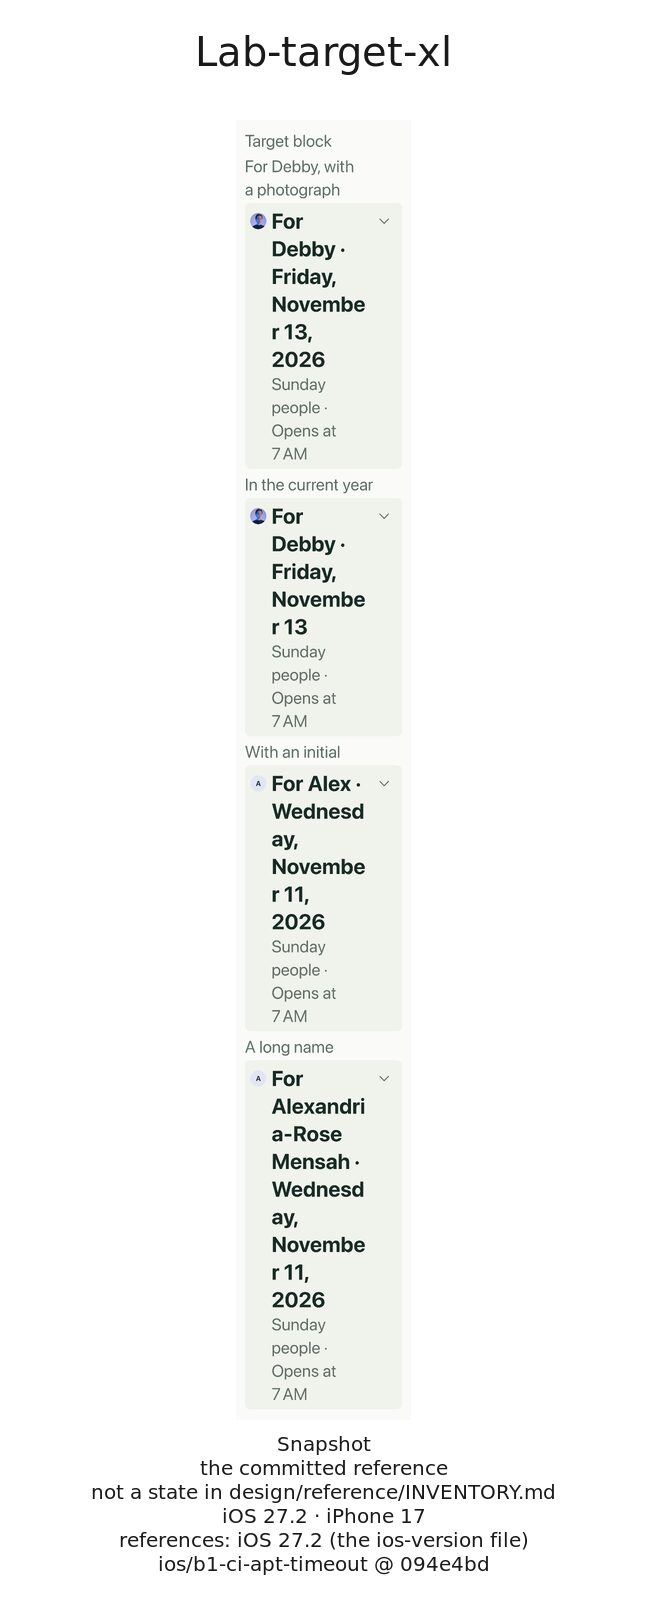 Lab-target-xl
Target block
For Debby, with
a photograph
For
Debby ·
Friday,
Novembe
r 13,
2026
Sunday
people ·
Opens at
7 AM
In the current year
For
Debby ·
Friday,
Novembe
r 13
Sunday
people ·
Opens at
7 AM
With an initial
A
For Alex ·
Wednesd
ay,
Novembe
r 11,
2026
Sunday
people ·
Opens at
7 AM
A long name
A
For
Alexandri
a-Rose
Mensah ·
Wednesd
ay,
Novembe
r 11,
2026
Sunday
people ·
Opens at
7 AM
Snapshot
the committed reference
not a state in design/reference/INVENTORY.md
iOS 27.2 · iPhone 17
references: iOS 27.2 (the ios-version file)
ios/b1-ci-apt-timeout @ 094e4bd